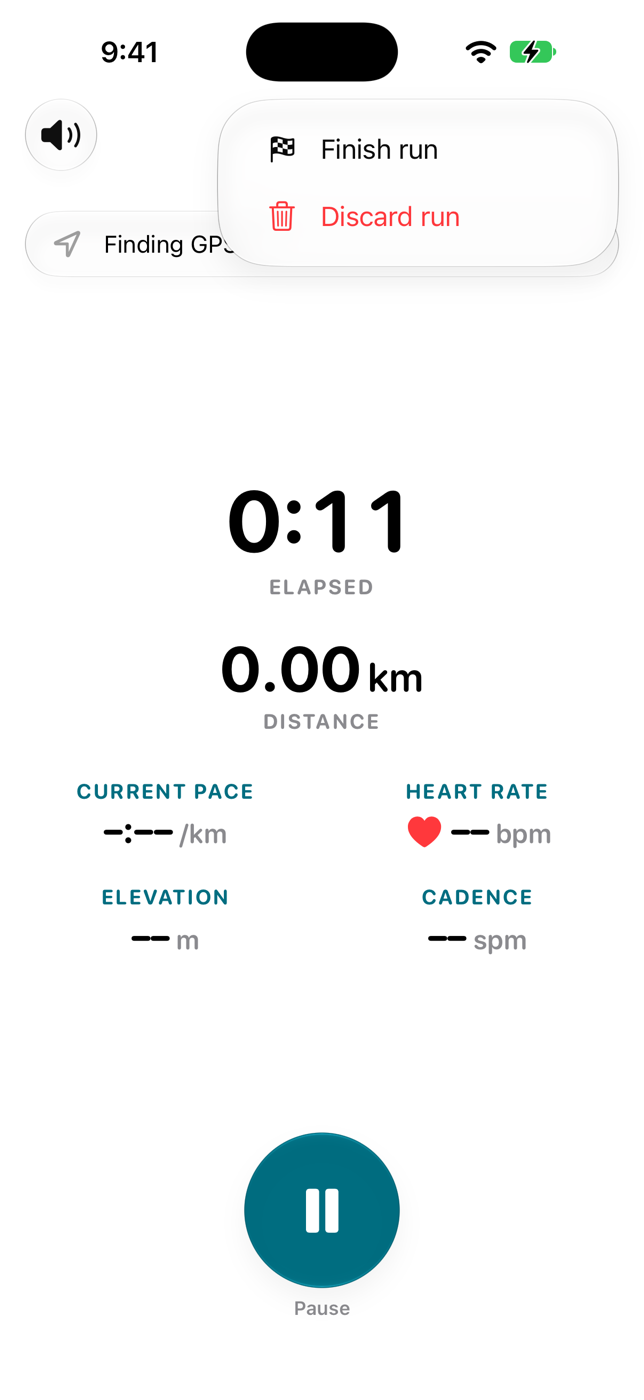 9:41
Finish run
Discard run
Finding GPS
0:11
ELAPSED
0.00 km
DISTANCE
CURRENT PACE
HEART RATE
-:-- /km
-- bpm
ELEVATION
CADENCE
-- m
-- spm
Pause